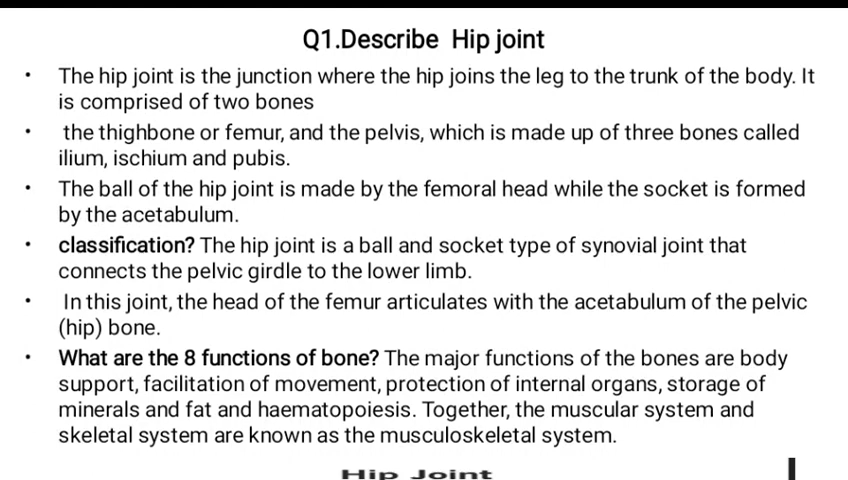 Q1.Describe Hip joint
• The hip joint is the junction where the hip joins the leg to the trunk of the body. It
is comprised of two bones
• the thighbone or femur, and the pelvis, which is made up of three bones called
ilium, ischium and pubis.
• The ball of the hip joint is made by the femoral head while the socket is formed
by the acetabulum.
• classification? The hip joint is a ball and socket type of synovial joint that
connects the pelvic girdle to the lower limb.
• In this joint, the head of the femur articulates with the acetabulum of the pelvic
(hip) bone.
• What are the 8 functions of bone? The major functions of the bones are body
support, facilitation of movement, protection of internal organs, storage of
minerals and fat and haematopoiesis. Together, the muscular system and
skeletal system are known as the musculoskeletal system.
Hip Joint